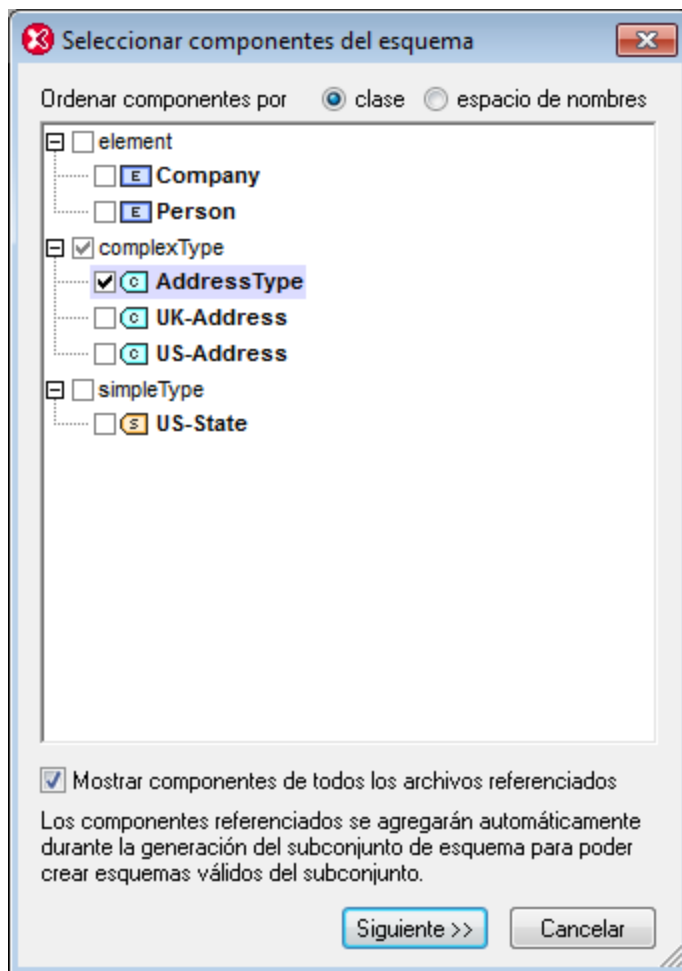 Seleccionar componentes del esquema
Ordenar componentes por clase espacio de nombres
element
E Company
E Person
complexType
C AddressType
C UK-Address
C US-Address
simpleType
S US-State
Mostrar componentes de todos los archivos referenciados
Los componentes referenciados se agregarán automáticamente
durante la generación del subconjunto de esquema para poder
crear esquemas válidos del subconjunto.
Siguiente >> Cancelar